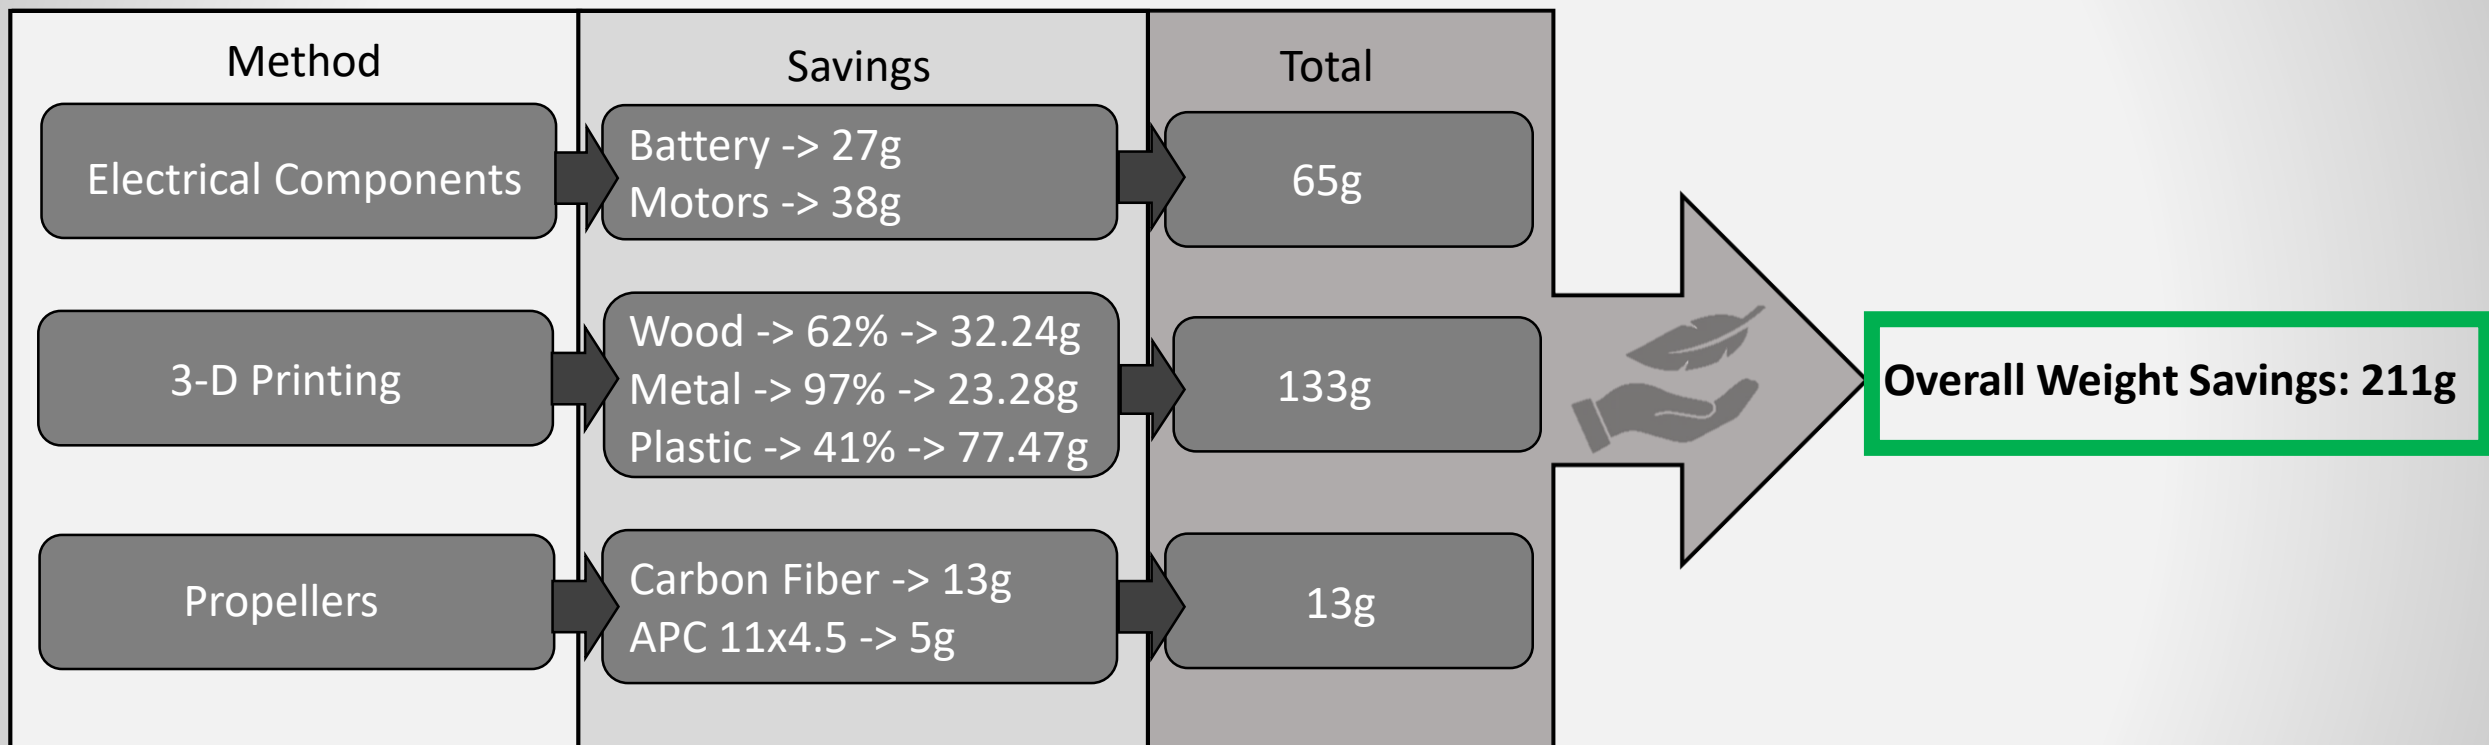 Method
Savings
Total
Electrical Components
Battery -> 27g
Motors -> 38g
65g
3-D Printing
Wood -> 62% -> 32.24g
Metal -> 97% -> 23.28g
Plastic -> 41% -> 77.47g
133g
Propellers
Carbon Fiber -> 13g
APC 11x4.5 -> 5g
13g
Overall Weight Savings: 211g